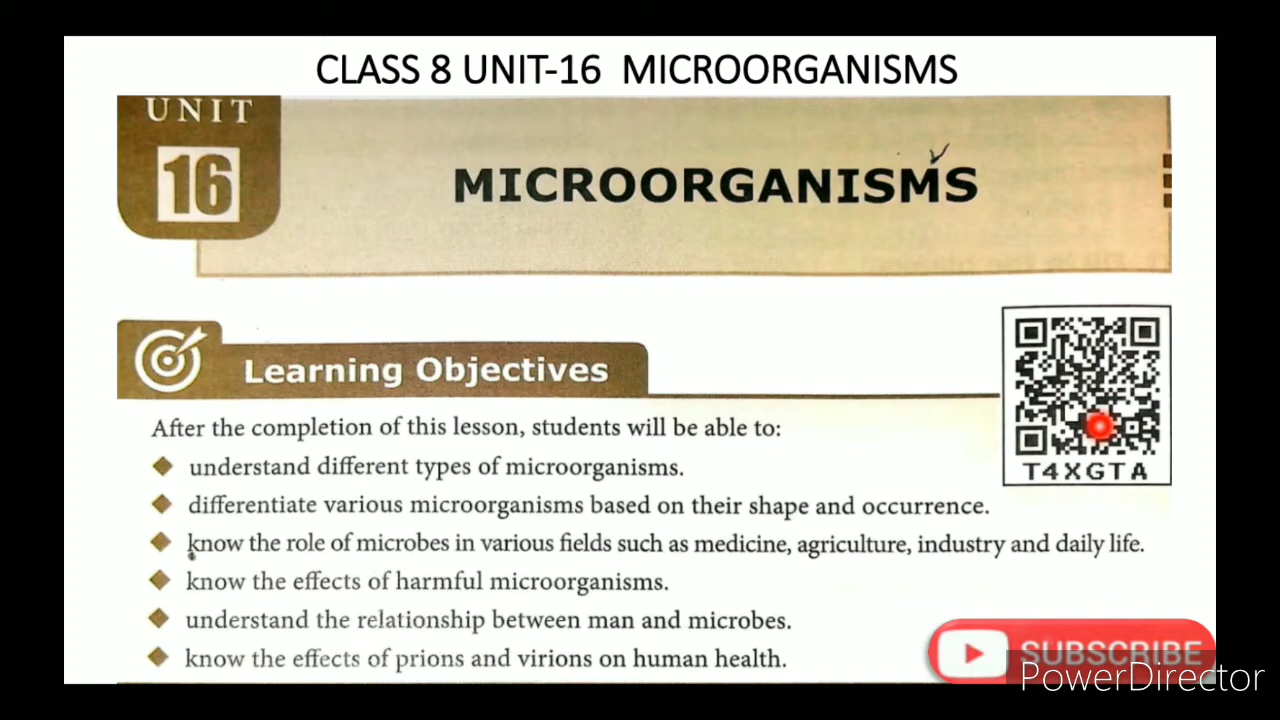 CLASS 8 UNIT-16 MICROORGANISMS
UNIT
16
MICROORGANISMS
Learning Objectives
T4XGTA
After the completion of this lesson, students will be able to:
understand different types of microorganisms.
differentiate various microorganisms based on their shape and occurrence.
know the role of microbes in various fields such as medicine, agriculture, industry and daily life.
know the effects of harmful microorganisms.
understand the relationship between man and microbes.
know the effects of prions and virions on human health.
SUBSCRIBE
PowerDirector